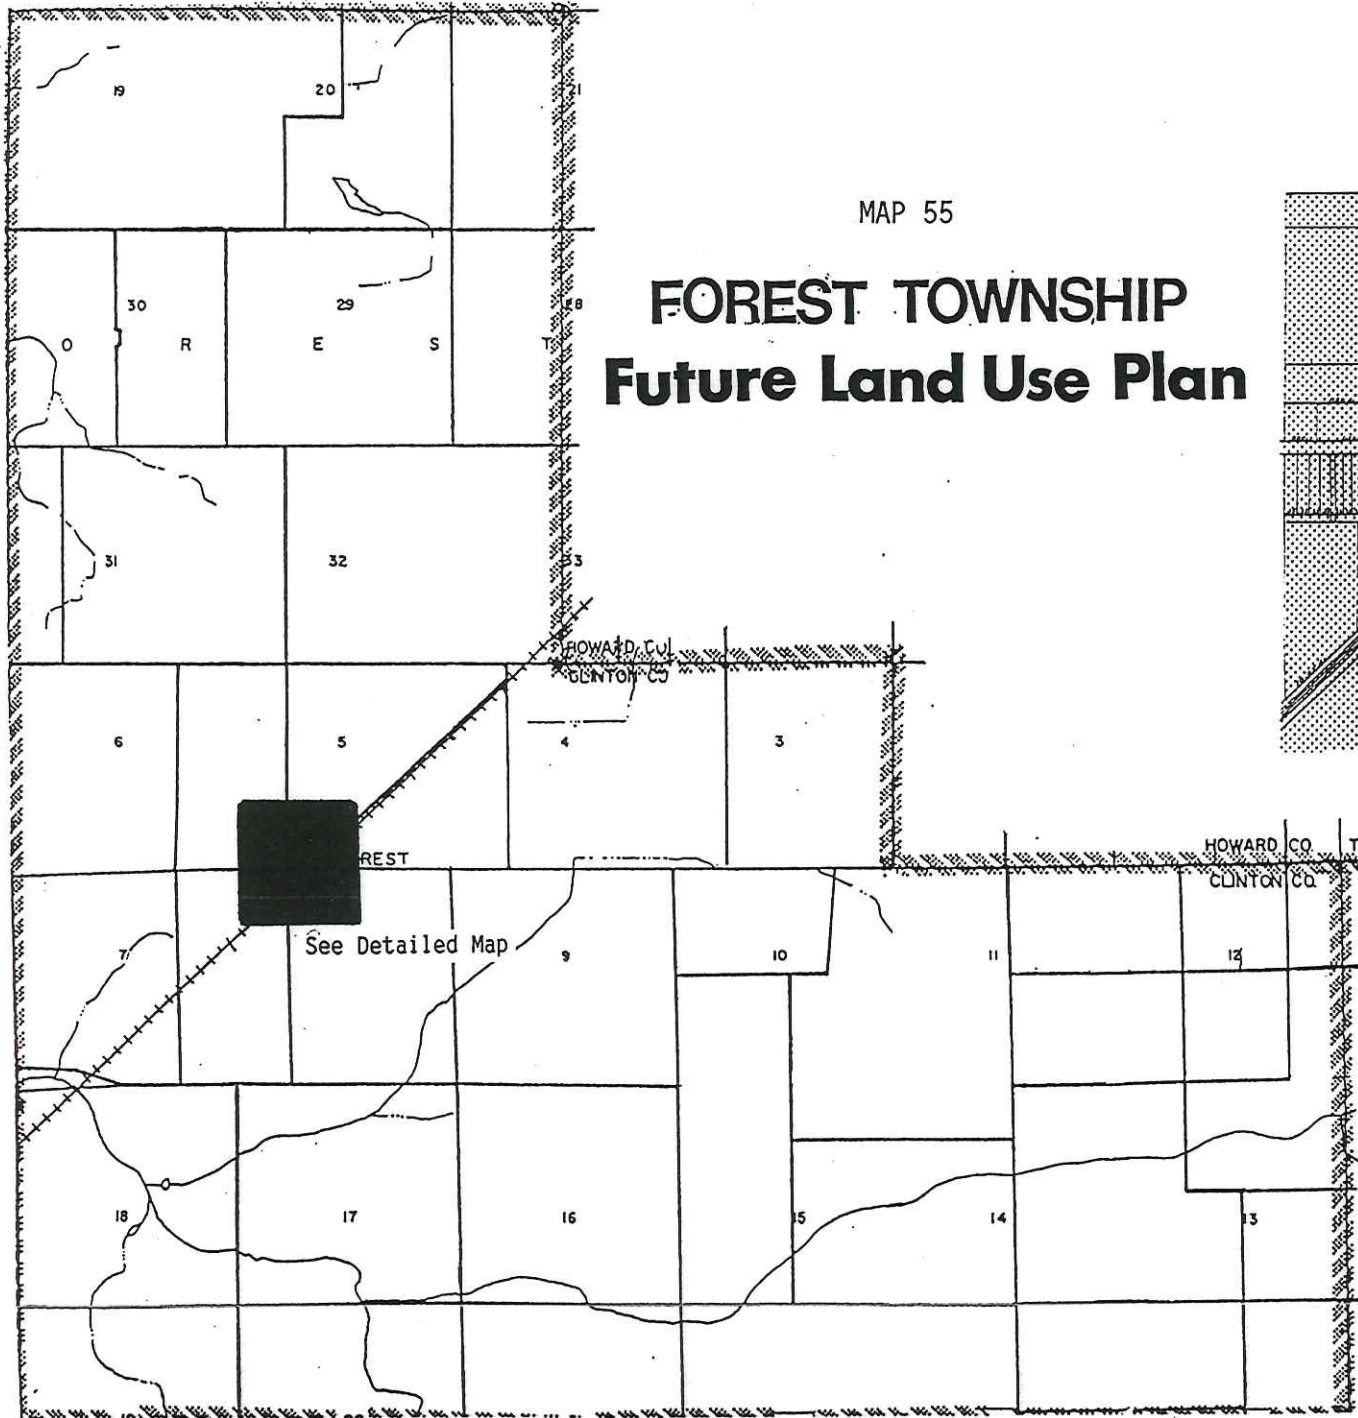 MAP 55
FOREST TOWNSHIP
Future Land Use Plan
19 20 21
30 29
O R E S T
31 32
HOWARD CO
CLINTON CO
6 5 4 3
REST
HOWARD CO T
CLINTON CO.
See Detailed Map
7 9 10 11 12
18 17 16 15 14 13